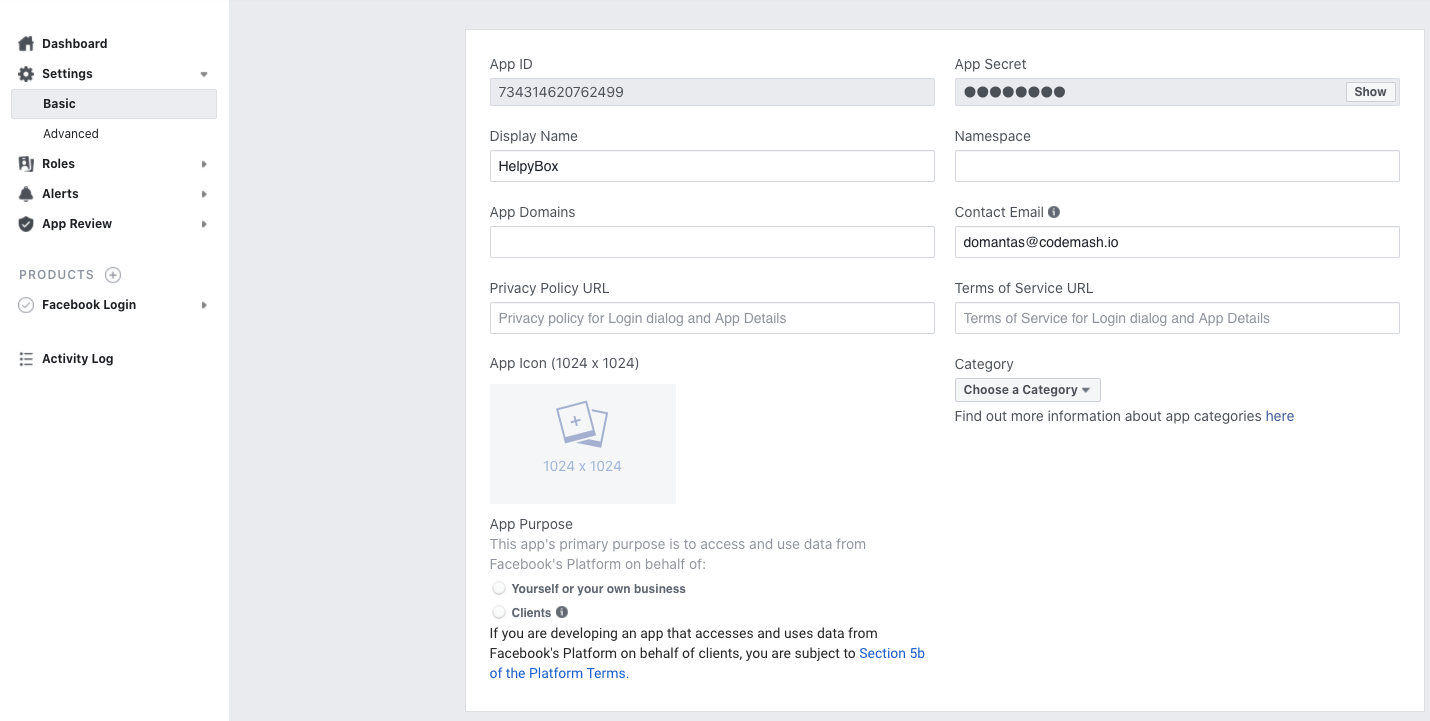 Dashboard
Settings
Basic
Advanced
Roles
Alerts
App Review
PRODUCTS
Facebook Login
Activity Log
App ID
734314620762499
App Secret
●●●●●●●●
Show
Display Name
HelpyBox
Namespace
App Domains
Contact Email
domantas@codemash.io
Privacy Policy URL
Privacy policy for Login dialog and App Details
Terms of Service URL
Terms of Service for Login dialog and App Details
App Icon (1024 x 1024)
1024 x 1024
Category
Choose a Category
Find out more information about app categories here
App Purpose
This app's primary purpose is to access and use data from
Facebook's Platform on behalf of:
Yourself or your own business
Clients
If you are developing an app that accesses and uses data from
Facebook's Platform on behalf of clients, you are subject to Section 5b
of the Platform Terms.